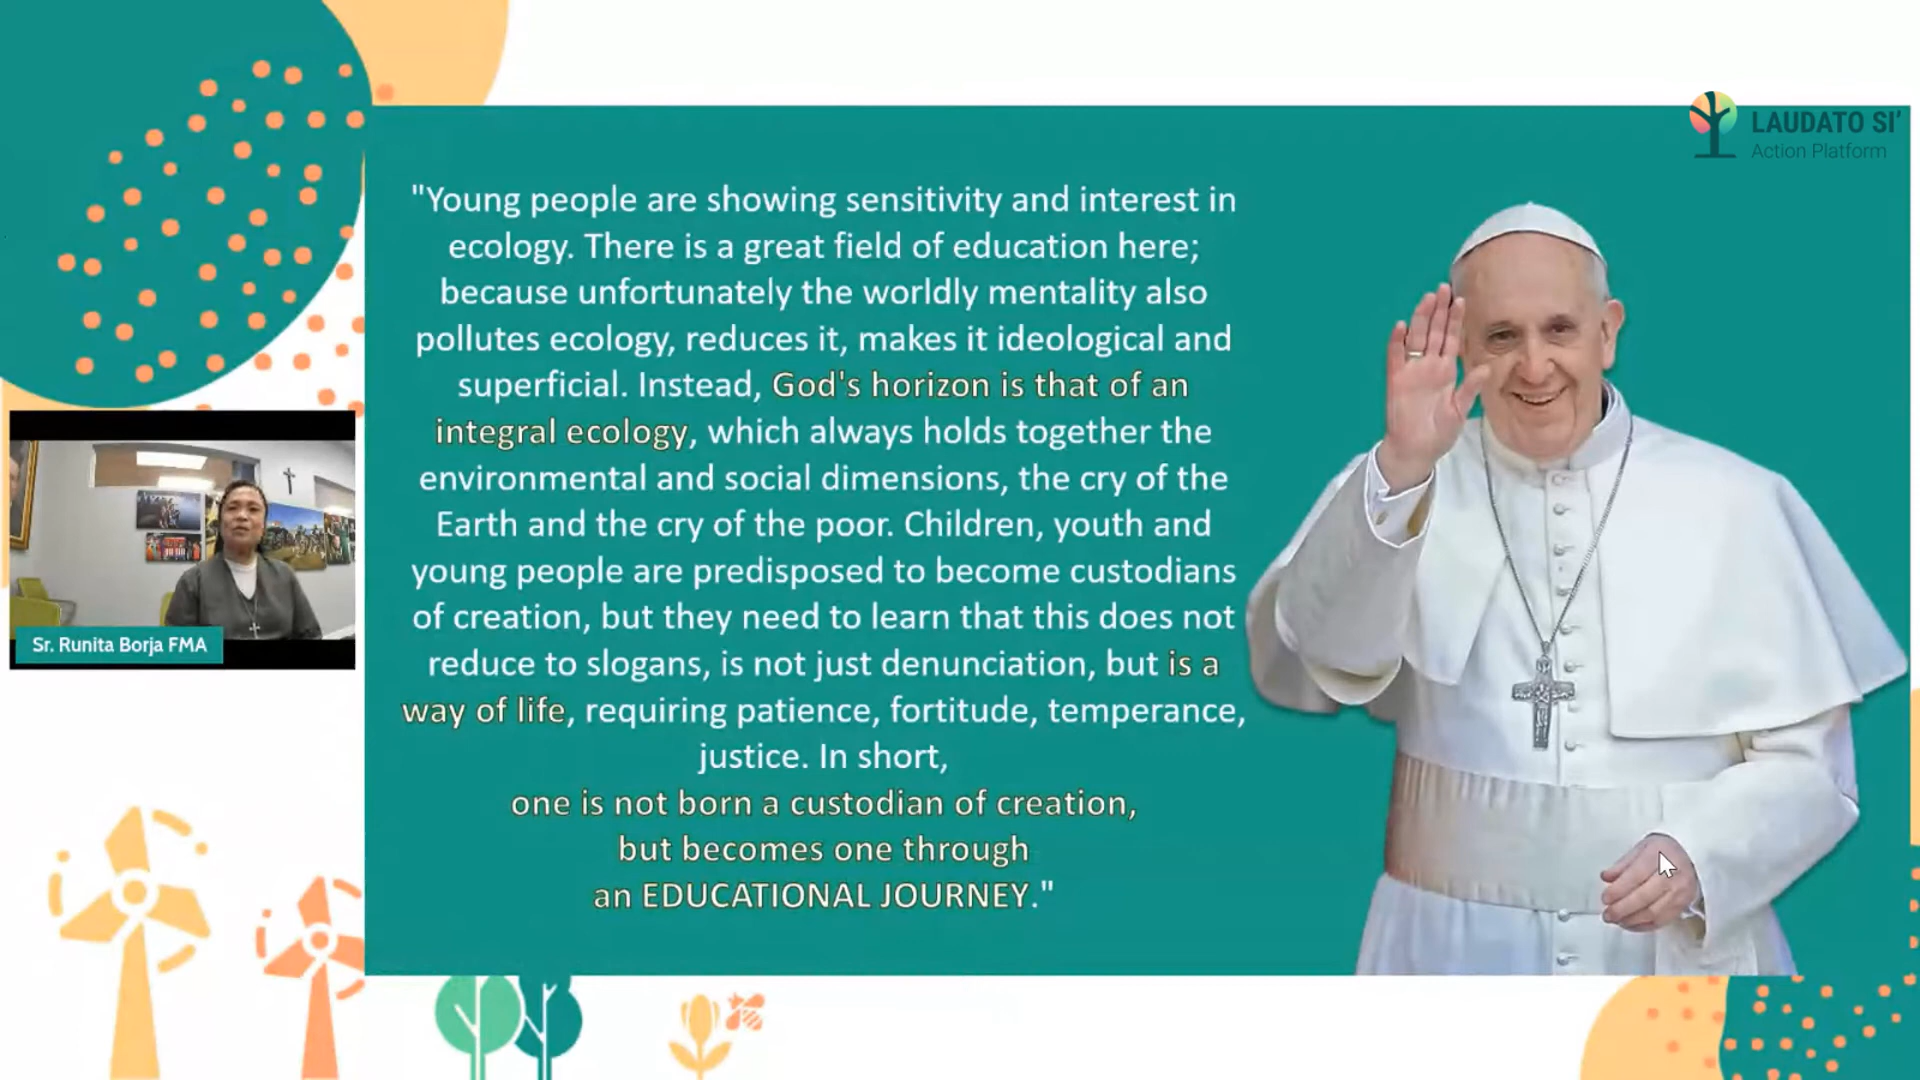 LAUDATO SI'
Action Platform
"Young people are showing sensitivity and interest in
ecology. There is a great field of education here;
because unfortunately the worldly mentality also
pollutes ecology, reduces it, makes it ideological and
superficial. Instead, God's horizon is that of an
integral ecology, which always holds together the
environmental and social dimensions, the cry of the
Earth and the cry of the poor. Children, youth and
young people are predisposed to become custodians
of creation, but they need to learn that this does not
reduce to slogans, is not just denunciation, but is a
way of life, requiring patience, fortitude, temperance,
justice. In short,
one is not born a custodian of creation,
but becomes one through
an EDUCATIONAL JOURNEY."
Sr. Runita Borja FMA